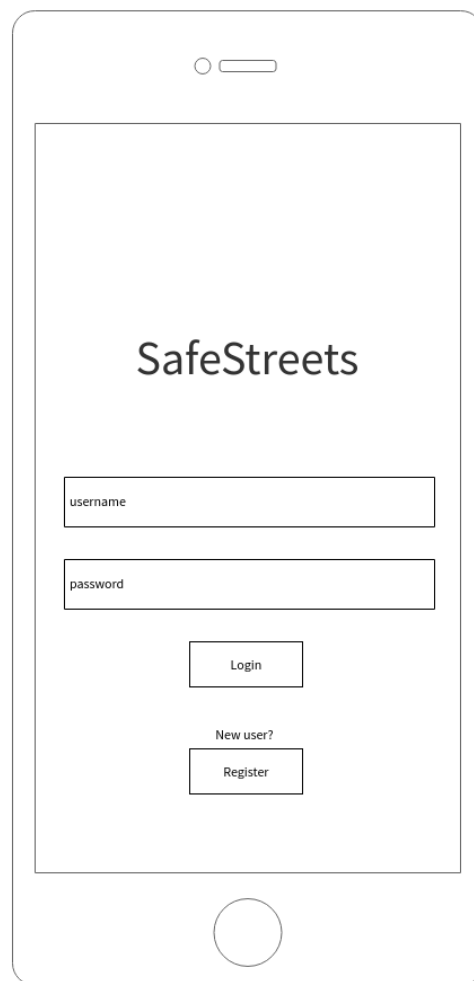 SafeStreets
username
password
Login
New user?
Register